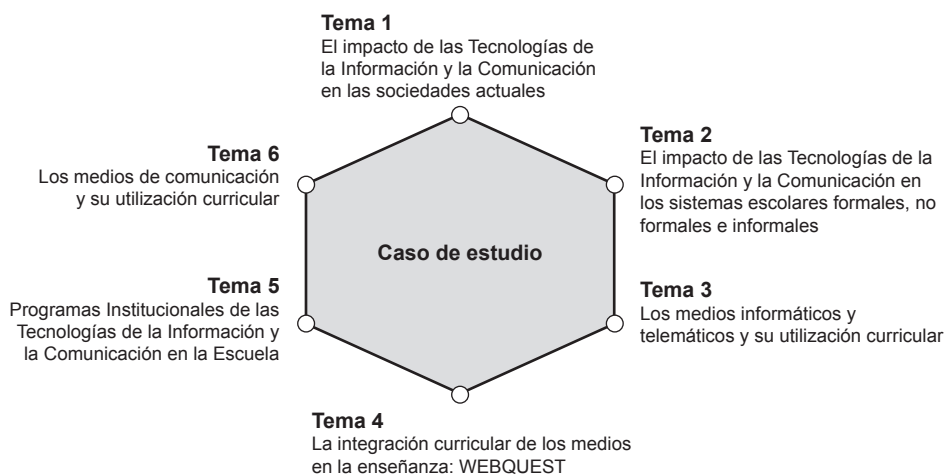 Tema 1
El impacto de las Tecnologías de
la Información y la Comunicación
en las sociedades actuales
Tema 2
El impacto de las Tecnologías de la
Información y la Comunicación en
los sistemas escolares formales, no
formales e informales
Tema 6
Los medios de comunicación
y su utilización curricular
Caso de estudio
Tema 5
Programas Institucionales de las
Tecnologías de la Información y
la Comunicación en la Escuela
Tema 3
Los medios informáticos y
telemáticos y su utilización curricular
Tema 4
La integración curricular de los medios
en la enseñanza: WEBQUEST